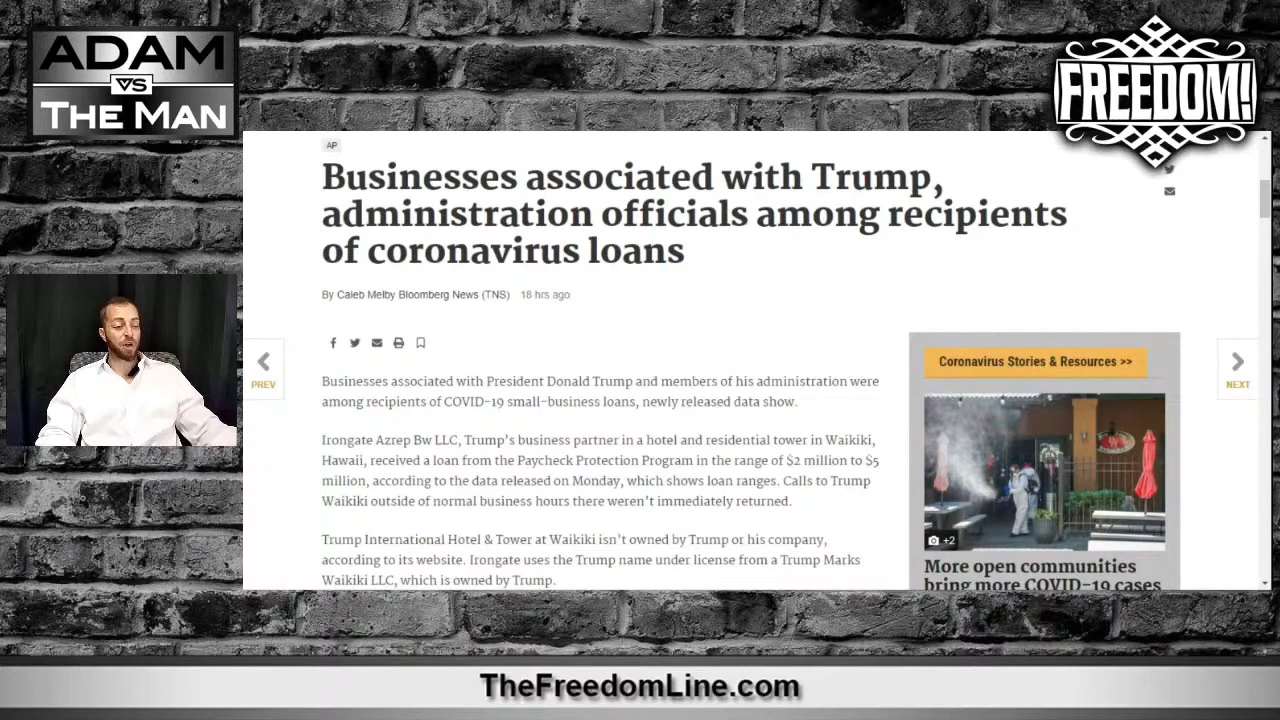 ADAM
VS
THE MAN
FREEDOM!
AP
Businesses associated with Trump,
administration officials among recipients
of coronavirus loans
By Caleb Melby Bloomberg News (TNS) 18 hrs ago
PREV
NEXT
Businesses associated with President Donald Trump and members of his administration were
among recipients of COVID-19 small-business loans, newly released data show.
Irongate Azrep Bw LLC, Trump's business partner in a hotel and residential tower in Waikiki,
Hawaii, received a loan from the Paycheck Protection Program in the range of $2 million to $5
million, according to the data released on Monday, which shows loan ranges. Calls to Trump
Waikiki outside of normal business hours there weren't immediately returned.
Trump International Hotel & Tower at Waikiki isn't owned by Trump or his company,
according to its website. Irongate uses the Trump name under license from a Trump Marks
Waikiki LLC, which is owned by Trump.
Coronavirus Stories & Resources >>
+2
More open communities
bring more COVID-19 cases
TheFreedomLine.com